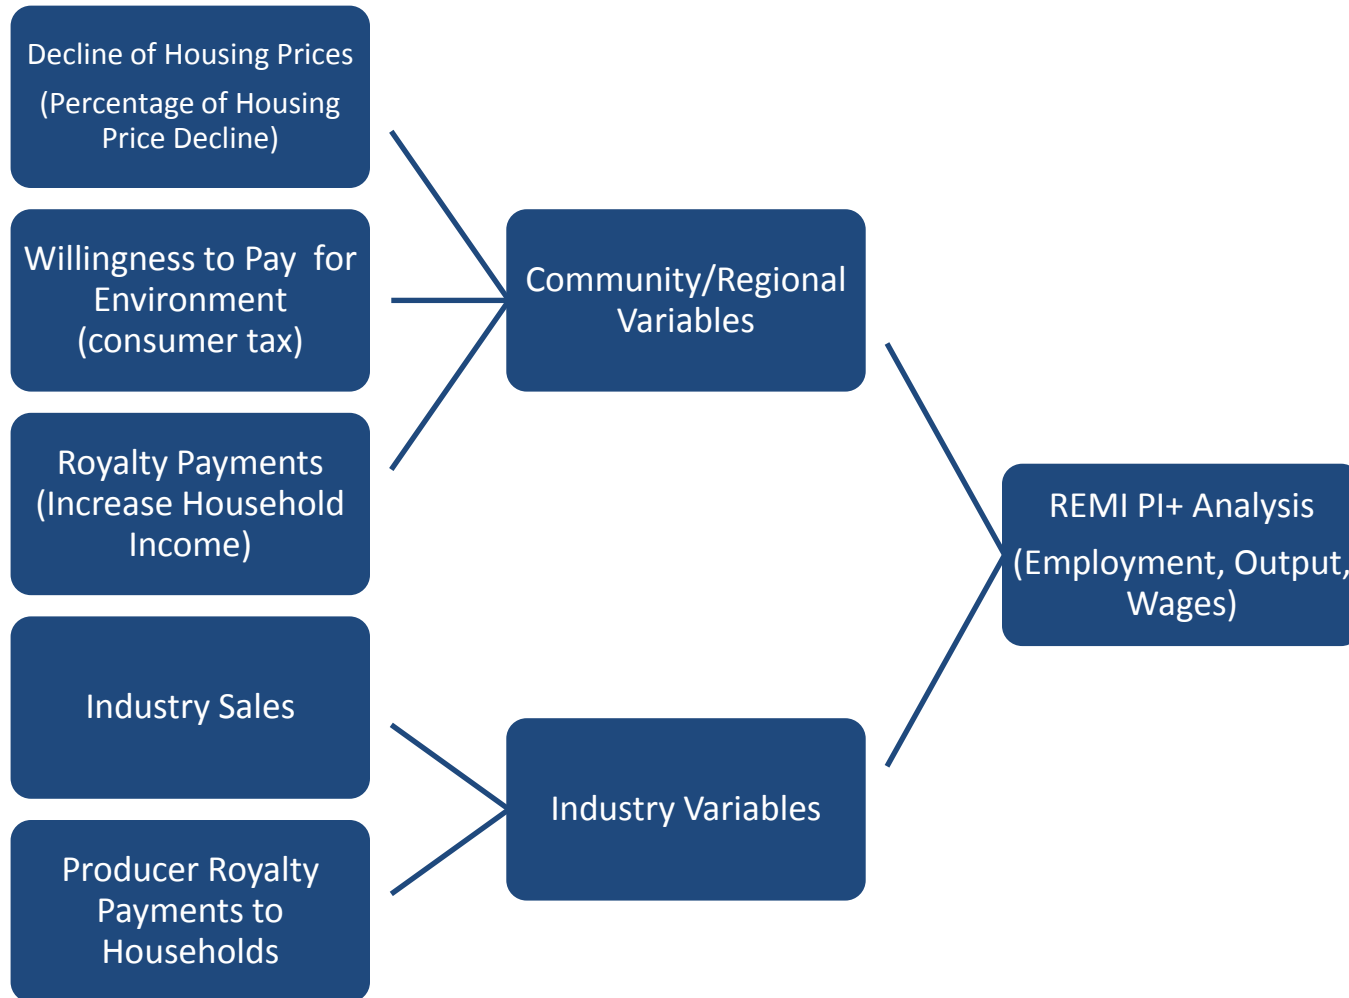 Decline of Housing Prices
(Percentage of Housing
Price Decline)
Willingness to Pay  for
Environment
(consumer tax)
Royalty Payments
(Increase Household
Income)
Industry Sales
Producer Royalty
Payments to
Households
Community/Regional
Variables
Industry Variables
REMI PI+ Analysis
(Employment, Output,
Wages)